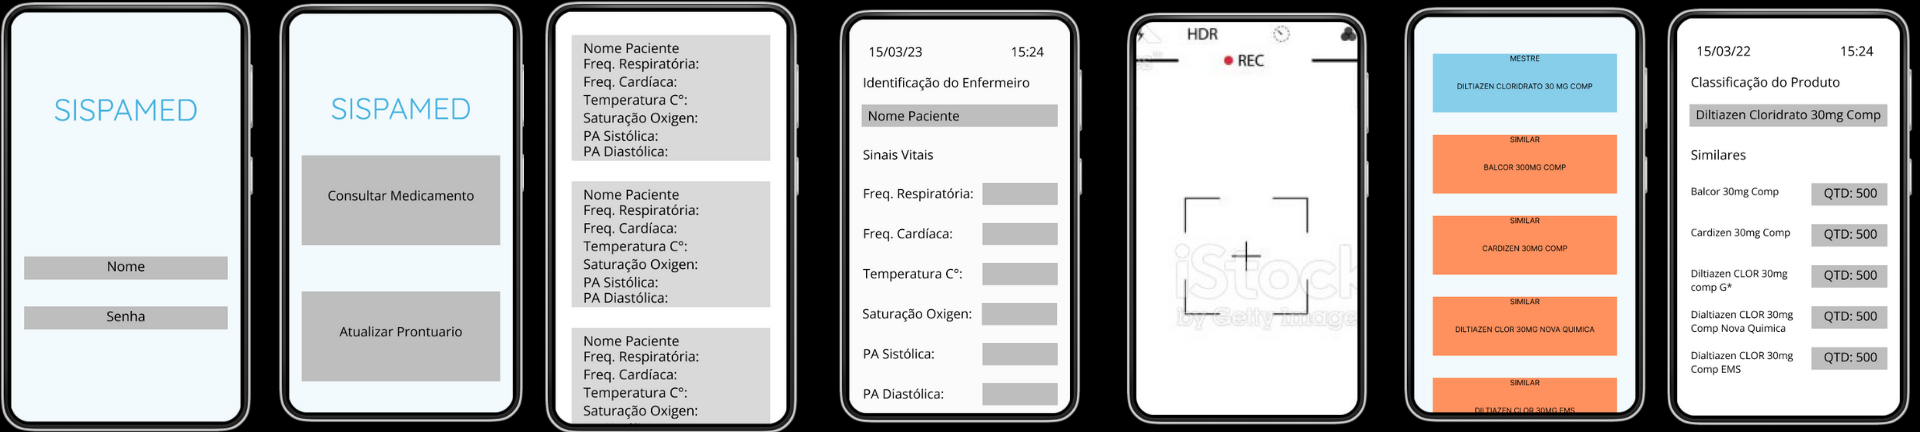 SISPAMED
Nome
Senha
SISPAMED
Consultar Medicamento
Atualizar Prontuario
Nome Paciente
Freq. Respiratória:
Freq. Cardíaca:
Temperatura C°:
Saturação Oxigen:
PA Sistólica:
PA Diastólica:
Nome Paciente
Freq. Respiratória:
Freq. Cardíaca:
Temperatura C°:
Saturação Oxigen:
PA Sistólica:
PA Diastólica:
Nome Paciente
Freq. Respiratória:
Freq. Cardíaca:
Temperatura C°:
Saturação Oxigen:
15/03/23 15:24
Identificação do Enfermeiro
Nome Paciente
Sinais Vitais
Freq. Respiratória:
Freq. Cardíaca:
Temperatura C°:
Saturação Oxigen:
PA Sistólica:
PA Diastólica:
HDR
REC
iStock
by Getty Images
MESTRE
DILTIAZEN CLORIDRATO 30 MG COMP
SIMILAR
BALCOR 300MG COMP
SIMILAR
CARDIZEN 30MG COMP
SIMILAR
DILTIAZEN CLOR 30MG NOVA QUIMICA
SIMILAR
DILTIAZEN CLOR 30MG EMS
15/03/22 15:24
Classificação do Produto
Diltiazen Cloridrato 30mg Comp
Similares
Balcor 30mg Comp QTD: 500
Cardizen 30mg Comp QTD: 500
Diltiazen CLOR 30mg
comp G* QTD: 500
Dialtiazen CLOR 30mg
Comp Nova Quimica QTD: 500
Dialtiazen CLOR 30mg
Comp EMS QTD: 500